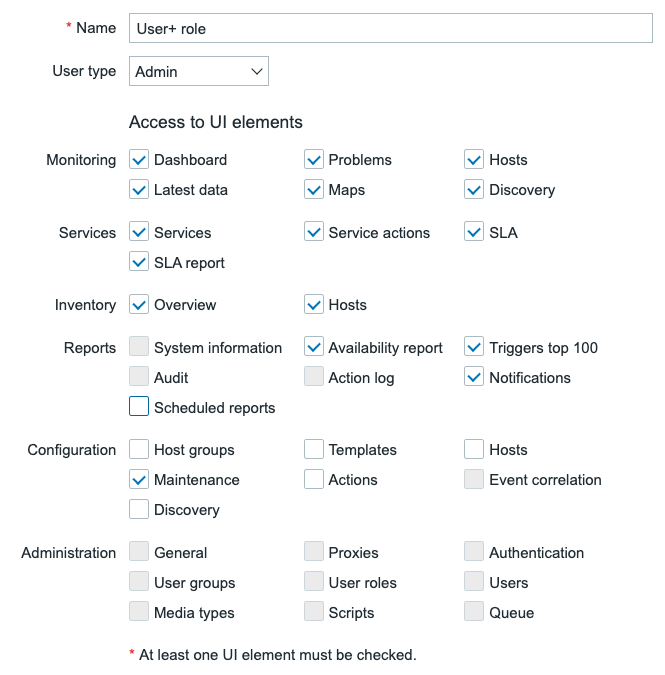 * Name User+ role
User type Admin
Access to UI elements
Monitoring Dashboard Problems Hosts
Latest data Maps Discovery
Services Services Service actions SLA
SLA report
Inventory Overview Hosts
Reports System information Availability report Triggers top 100
Audit Action log Notifications
Scheduled reports
Configuration Host groups Templates Hosts
Maintenance Actions Event correlation
Discovery
Administration General Proxies Authentication
User groups User roles Users
Media types Scripts Queue
* At least one UI element must be checked.